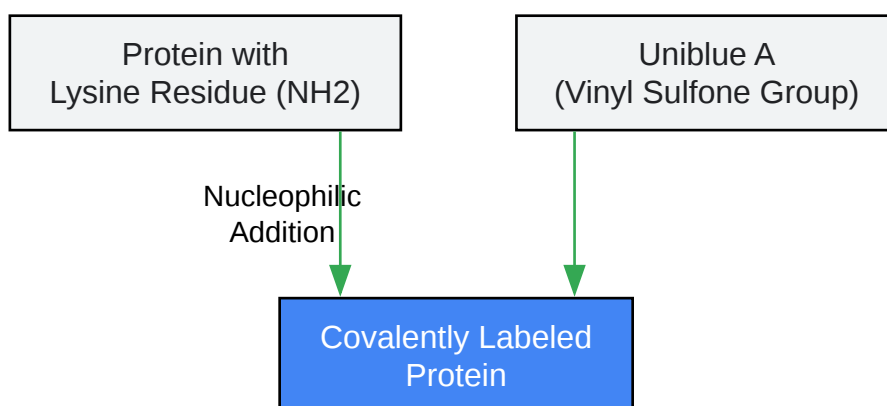 Protein with
Lysine Residue (NH2)
Uniblue A
(Vinyl Sulfone Group)
Nucleophilic
Addition
Covalently Labeled
Protein